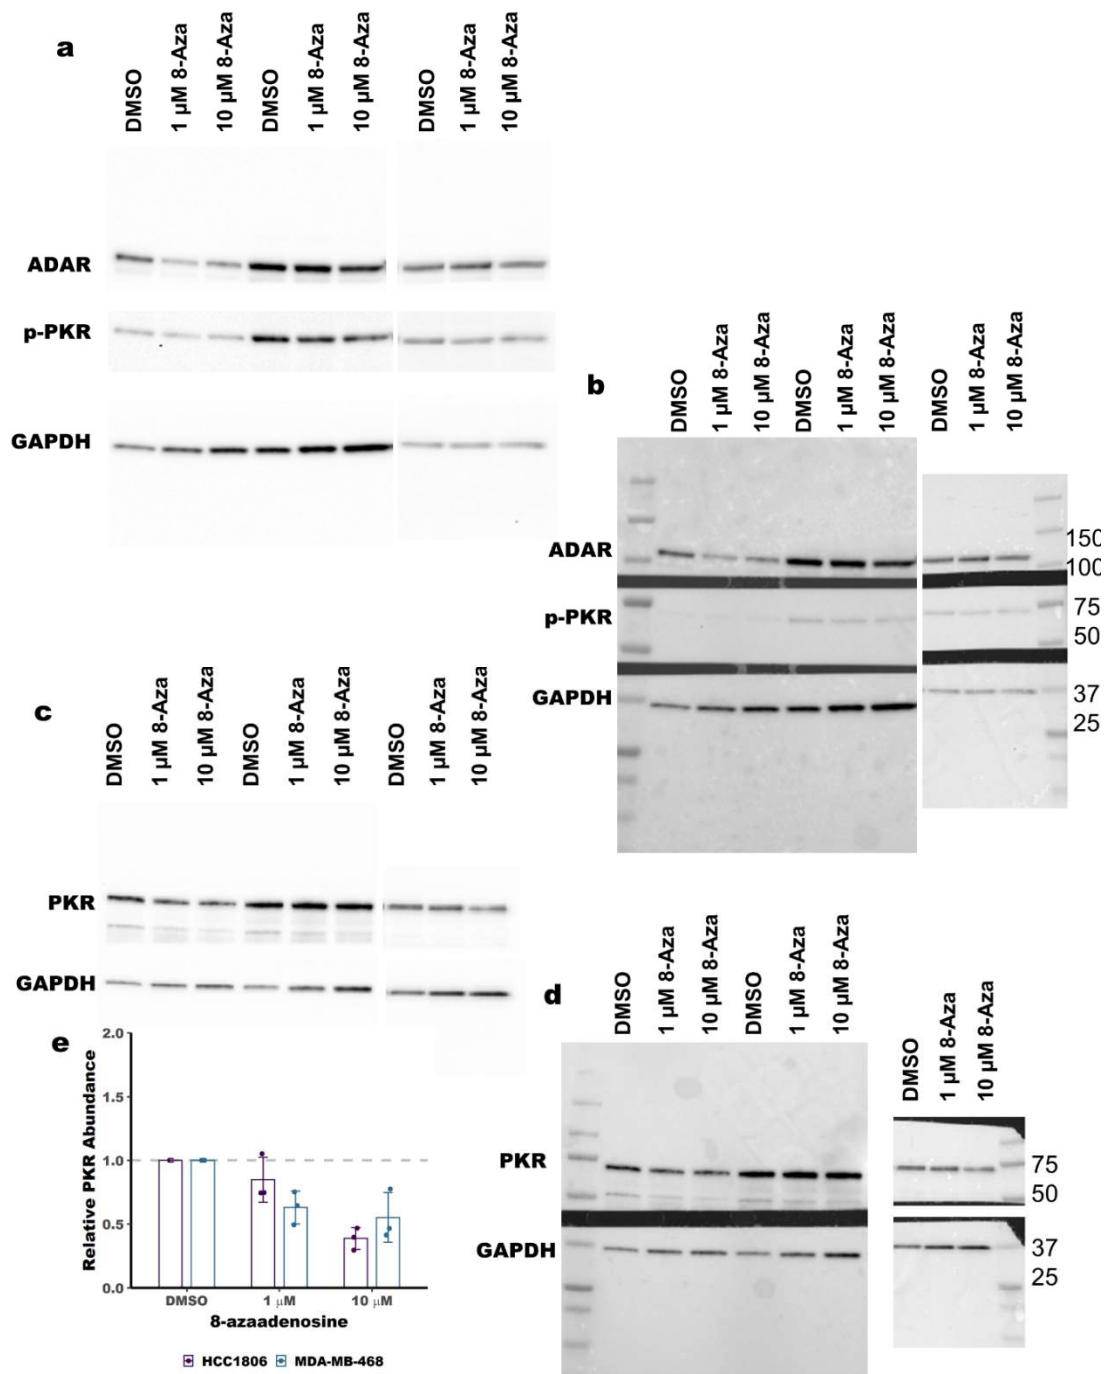 a
DMSO
1 µM 8-Aza
10 µM 8-Aza
DMSO
1 µM 8-Aza
10 µM 8-Aza
DMSO
1 µM 8-Aza
10 µM 8-Aza
ADAR
p-PKR
GAPDH
b
DMSO
1 µM 8-Aza
10 µM 8-Aza
DMSO
1 µM 8-Aza
10 µM 8-Aza
DMSO
1 µM 8-Aza
10 µM 8-Aza
ADAR
150
100
p-PKR
75
50
GAPDH
37
25
c
DMSO
1 µM 8-Aza
10 µM 8-Aza
DMSO
1 µM 8-Aza
10 µM 8-Aza
DMSO
1 µM 8-Aza
10 µM 8-Aza
PKR
GAPDH
d
DMSO
1 µM 8-Aza
10 µM 8-Aza
DMSO
1 µM 8-Aza
10 µM 8-Aza
DMSO
1 µM 8-Aza
10 µM 8-Aza
PKR
75
50
GAPDH
37
25
e
Relative PKR Abundance
2.0
1.5
1.0
0.5
0.0
DMSO 1 µM 10 µM
8-azaadenosine
HCC1806 MDA-MB-468